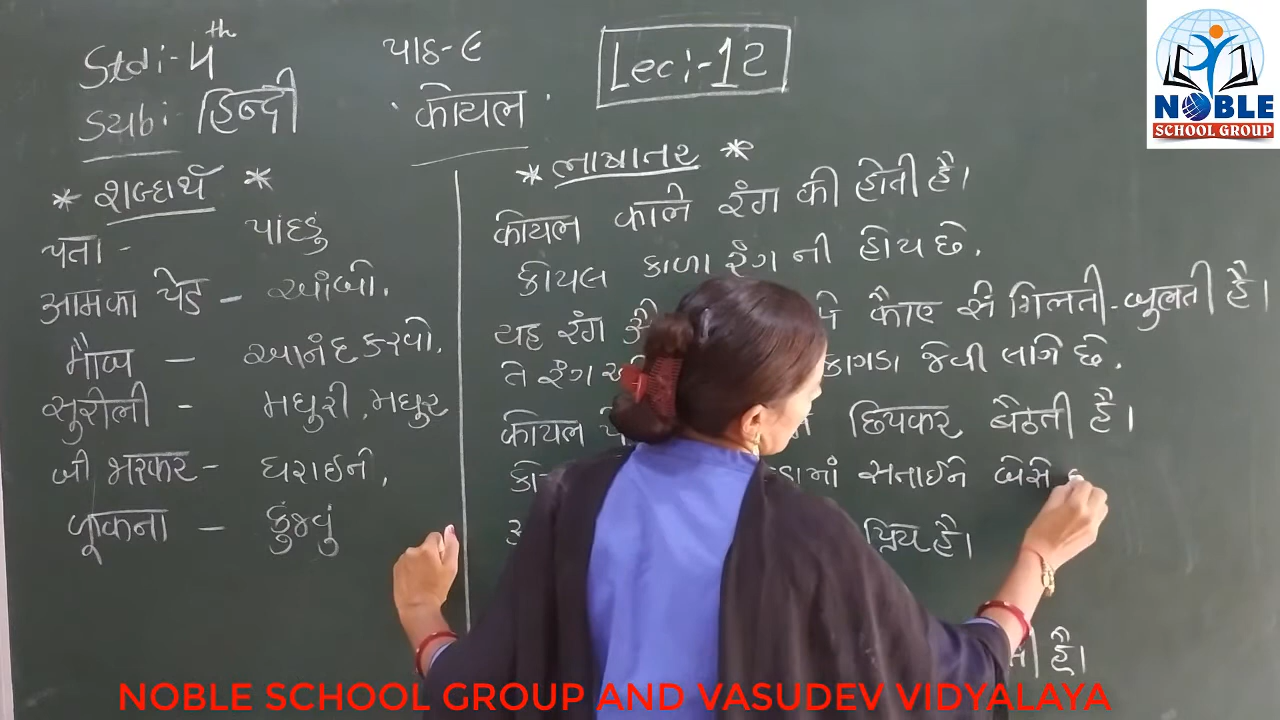 Std:- 4th
Sub:- हिन्दी
પાઠ-૯
कोयल
Lec:-12
NOBLE
SCHOOL GROUP
* शब्दार्थ *
पता - પાંદડું
आमका पेड - આંબો.
मौज - આનંદ કરવો.
सुरीली - મધુરી, મધુર
जी भरकर - ધરાઈને,
कूकना - કુંજવું
* ભાષાંતર *
कोयल काले रंग की होती है।
કોયલ કાળા રંગ ની હોય છે.
यह रंग कौए से मिलती-जुलती है।
તે રંગ કાગડા જેવી લાગે છે.
कोयल छिपकर बैठती है।
સંતાઈને બેસે
प्रिय है।
है।
NOBLE SCHOOL GROUP AND VASUDEV VIDYALAYA